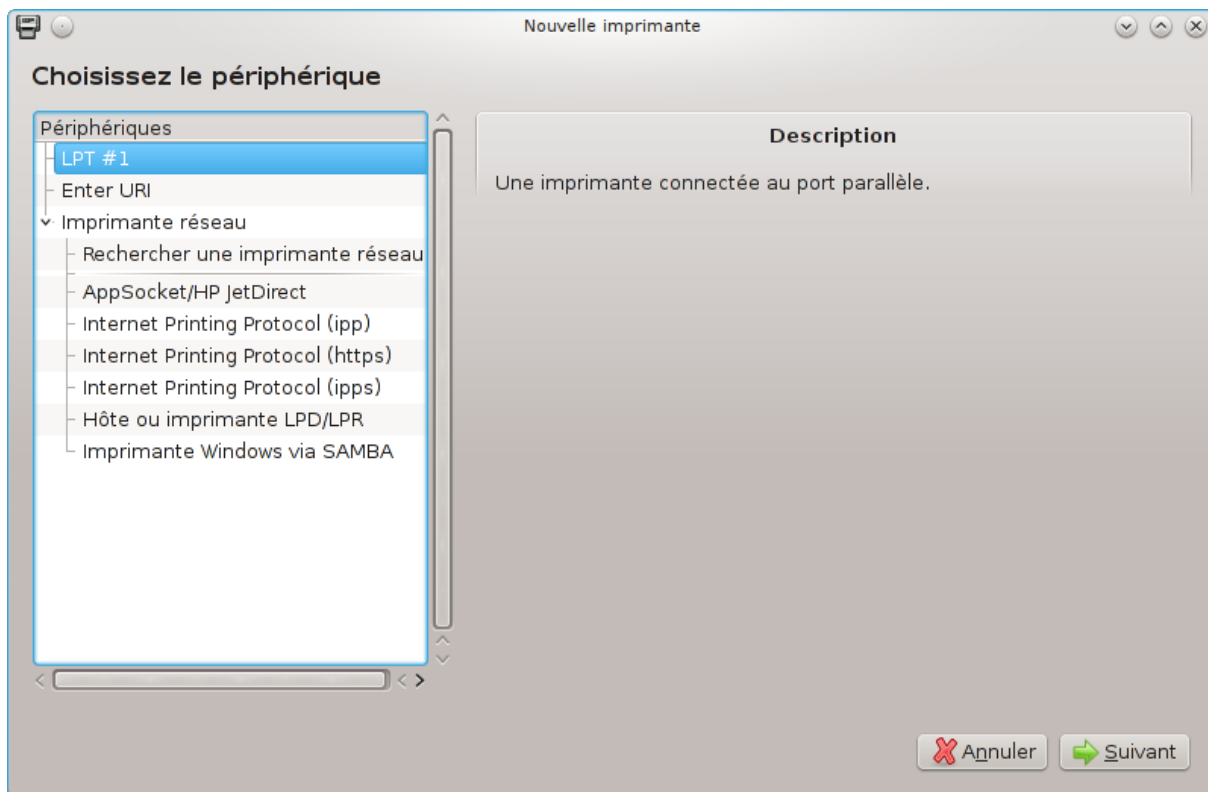 Nouvelle imprimante
Choisissez le périphérique
Périphériques
LPT #1
Enter URI
Imprimante réseau
Rechercher une imprimante réseau
AppSocket/HP JetDirect
Internet Printing Protocol (ipp)
Internet Printing Protocol (https)
Internet Printing Protocol (ipps)
Hôte ou imprimante LPD/LPR
Imprimante Windows via SAMBA
Description
Une imprimante connectée au port parallèle.
Annuler
Suivant